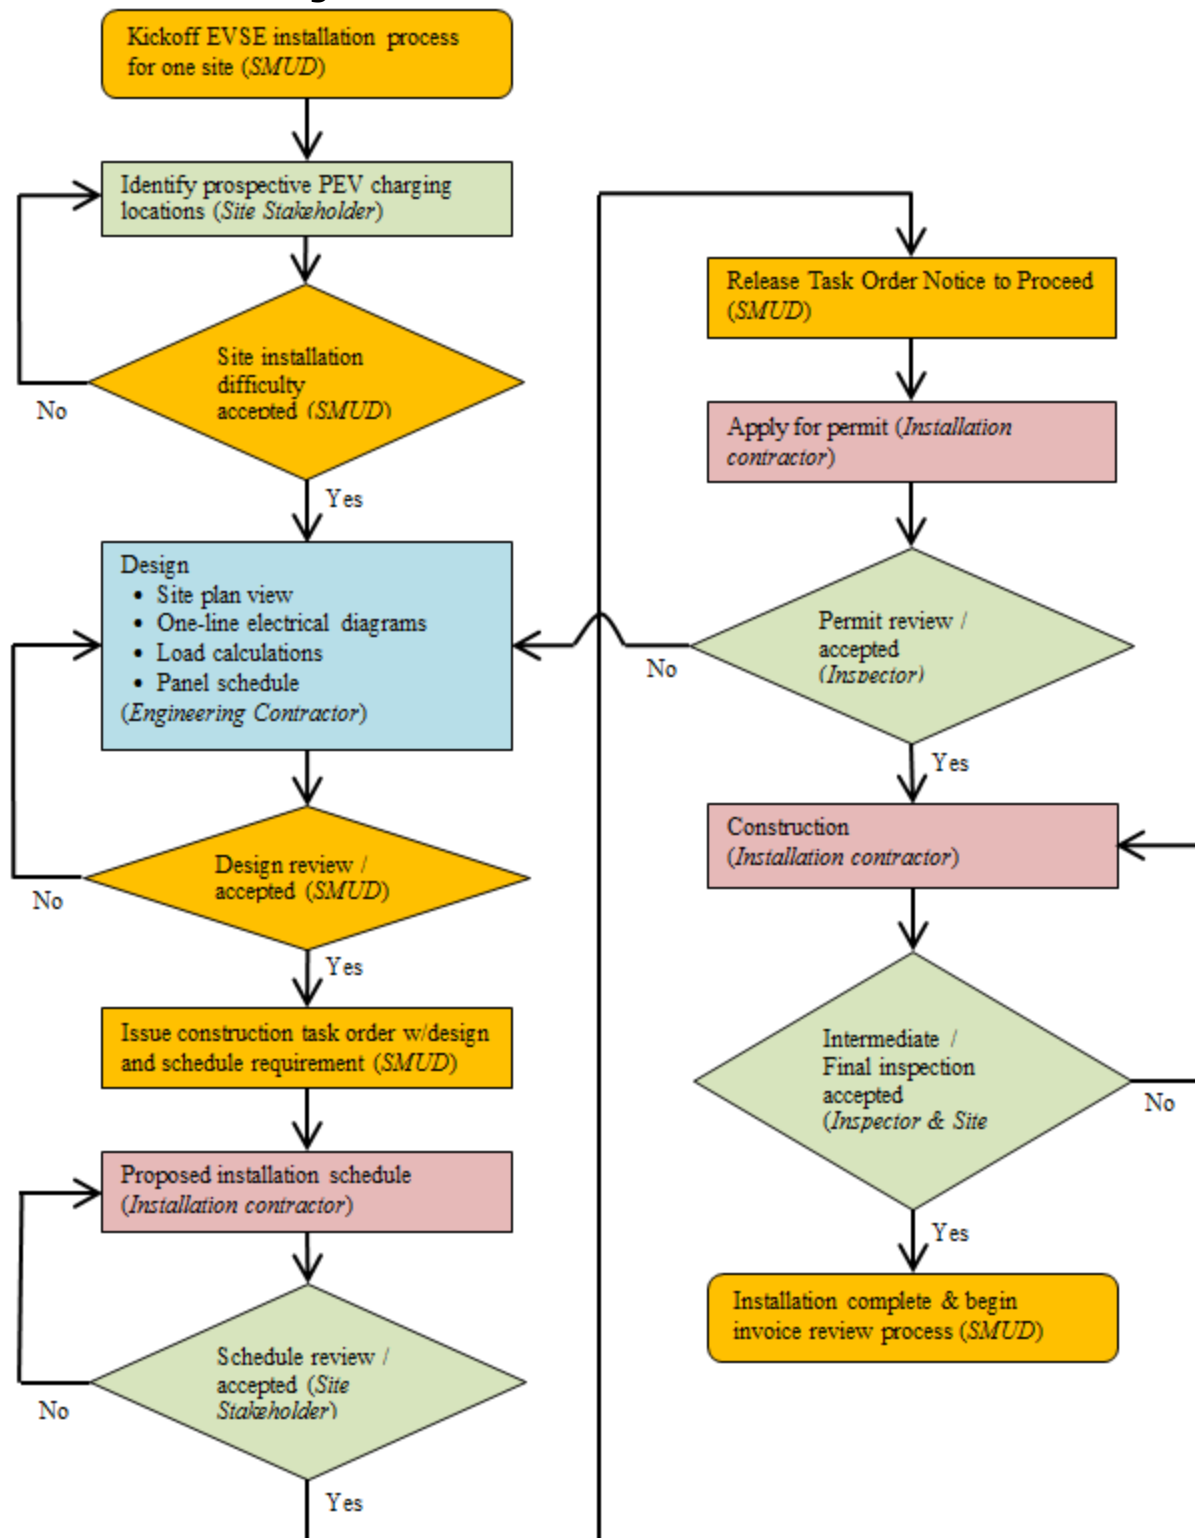 Kickoff EVSE installation process
for one site (SMUD)
Identify prospective PEV charging
locations (Site Stakeholder)
Site installation
difficulty
accepted (SMUD)
No
Yes
Design
• Site plan view
• One-line electrical diagrams
• Load calculations
• Panel schedule
(Engineering Contractor)
Design review /
accepted (SMUD)
No
Yes
Issue construction task order w/design
and schedule requirement (SMUD)
Proposed installation schedule
(Installation contractor)
Schedule review /
accepted (Site
Stakeholder)
No
Yes
Release Task Order Notice to Proceed
(SMUD)
Apply for permit (Installation
contractor)
Permit review /
accepted
(Inspector)
No
Yes
Construction
(Installation contractor)
Intermediate /
Final inspection
accepted
(Inspector & Site
No
Yes
Installation complete & begin
invoice review process (SMUD)